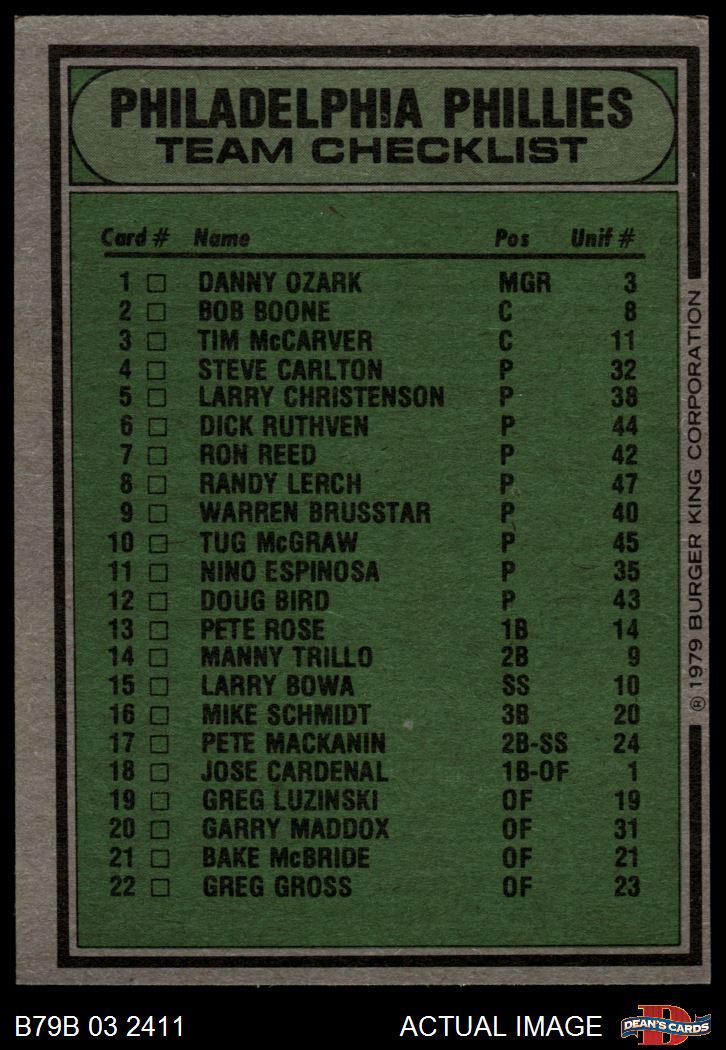 PHILADELPHIA PHILLIES
TEAM CHECKLIST
Card # Name Pos Unif #
1 □ DANNY OZARK MGR 3
2 □ BOB BOONE C 8
3 □ TIM McCARVER C 11
4 □ STEVE CARLTON P 32
5 □ LARRY CHRISTENSON P 38
6 □ DICK RUTHVEN P 44
7 □ RON REED P 42
8 □ RANDY LERCH P 47
9 □ WARREN BRUSSTAR P 40
10 □ TUG McGRAW P 45
11 □ NINO ESPINOSA P 35
12 □ DOUG BIRD P 43
13 □ PETE ROSE 1B 14
14 □ MANNY TRILLO 2B 9
15 □ LARRY BOWA SS 10
16 □ MIKE SCHMIDT 3B 20
17 □ PETE MACKANIN 2B-SS 24
18 □ JOSE CARDENAL 1B-OF 1
19 □ GREG LUZINSKI OF 19
20 □ GARRY MADDOX OF 31
21 □ BAKE McBRIDE OF 21
22 □ GREG GROSS OF 23
® 1979 BURGER KING CORPORATION
B79B 03 2411 ACTUAL IMAGE
DEAN'S CARDS